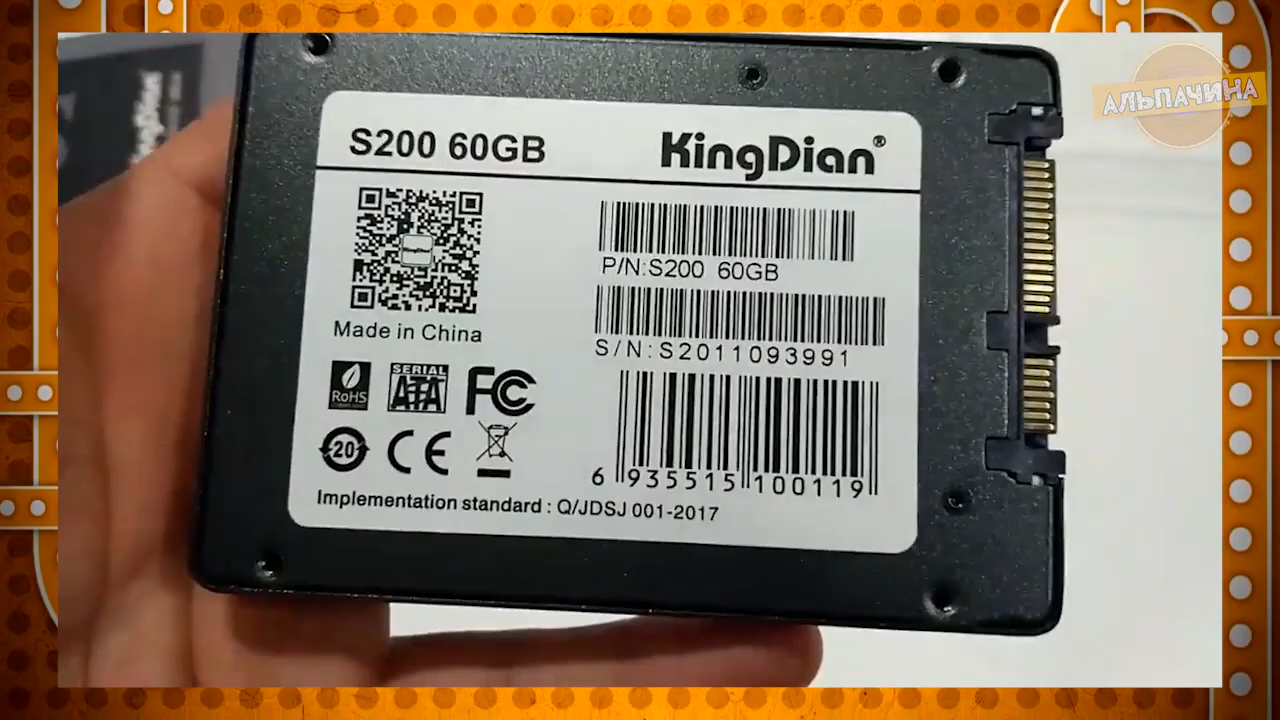 АЛЬПАЧИНА
KingDian
S200 60GB
KingDian®
P/N:S200 60GB
Made in China
S/N:S2011093991
RoHS
SERIAL
ATA
FC
20
CE
6 935515 100119
Implementation standard : Q/JDSJ 001-2017